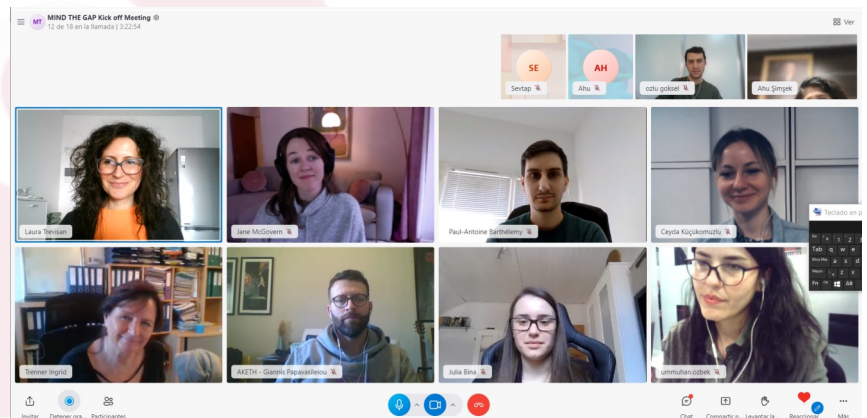 MT
MIND THE GAP Kick off Meeting
12 de 18 en la llamada | 3:22:54
Ver
SE
AH
Sevtap
Ahu
ozlu goksel
Ahu Şimşek
Laura Trevisan
Jane McGovern
Paul-Antoine Barthélemy
Ceyda Küçükomuzlu
Teclado en p
Tab q w e
a s d
Fn Alt
Trenner Ingrid
AKETH - Giannis Papavasileiou
Julia Bina
ummuhan.ozbek
Invitar
Detener gra...
Participantes
Chat
Compartir p...
Levantar la...
Reaccionar
Más